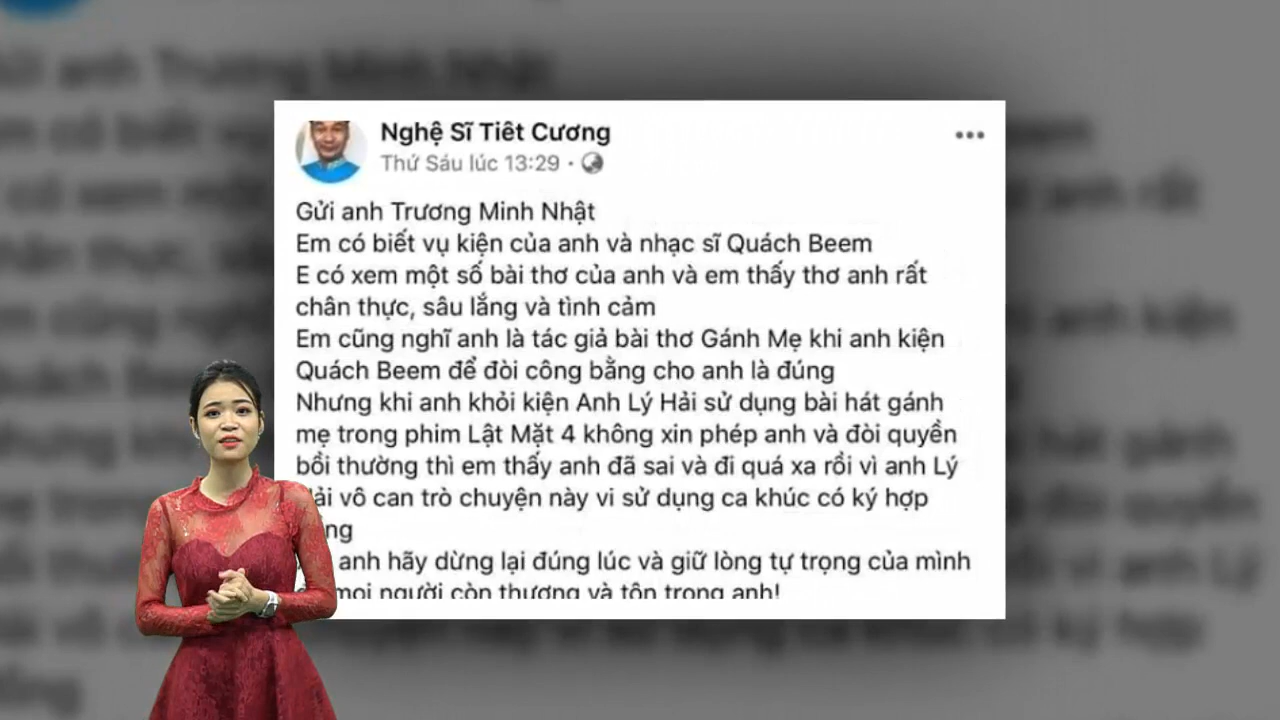 Nghệ Sĩ Tiêt Cương
Thứ Sáu lúc 13:29 ·
Gửi anh Trương Minh Nhật
Em có biết vụ kiện của anh và nhạc sĩ Quách Beem
E có xem một số bài thơ của anh và em thấy thơ anh rất
chân thực, sâu lắng và tình cảm
Em cũng nghĩ anh là tác giả bài thơ Gánh Mẹ khi anh kiện
Quách Beem để đòi công bằng cho anh là đúng
Nhưng khi anh khỏi kiện Anh Lý Hải sử dụng bài hát gánh
mẹ trong phim Lật Mặt 4 không xin phép anh và đòi quyền
bồi thường thì em thấy anh đã sai và đi quá xa rồi vì anh Lý
vô can trò chuyện này vi sử dụng ca khúc có ký hợp
anh hãy dừng lại đúng lúc và giữ lòng tự trọng của mình
mọi người còn thương và tôn trọng anh!